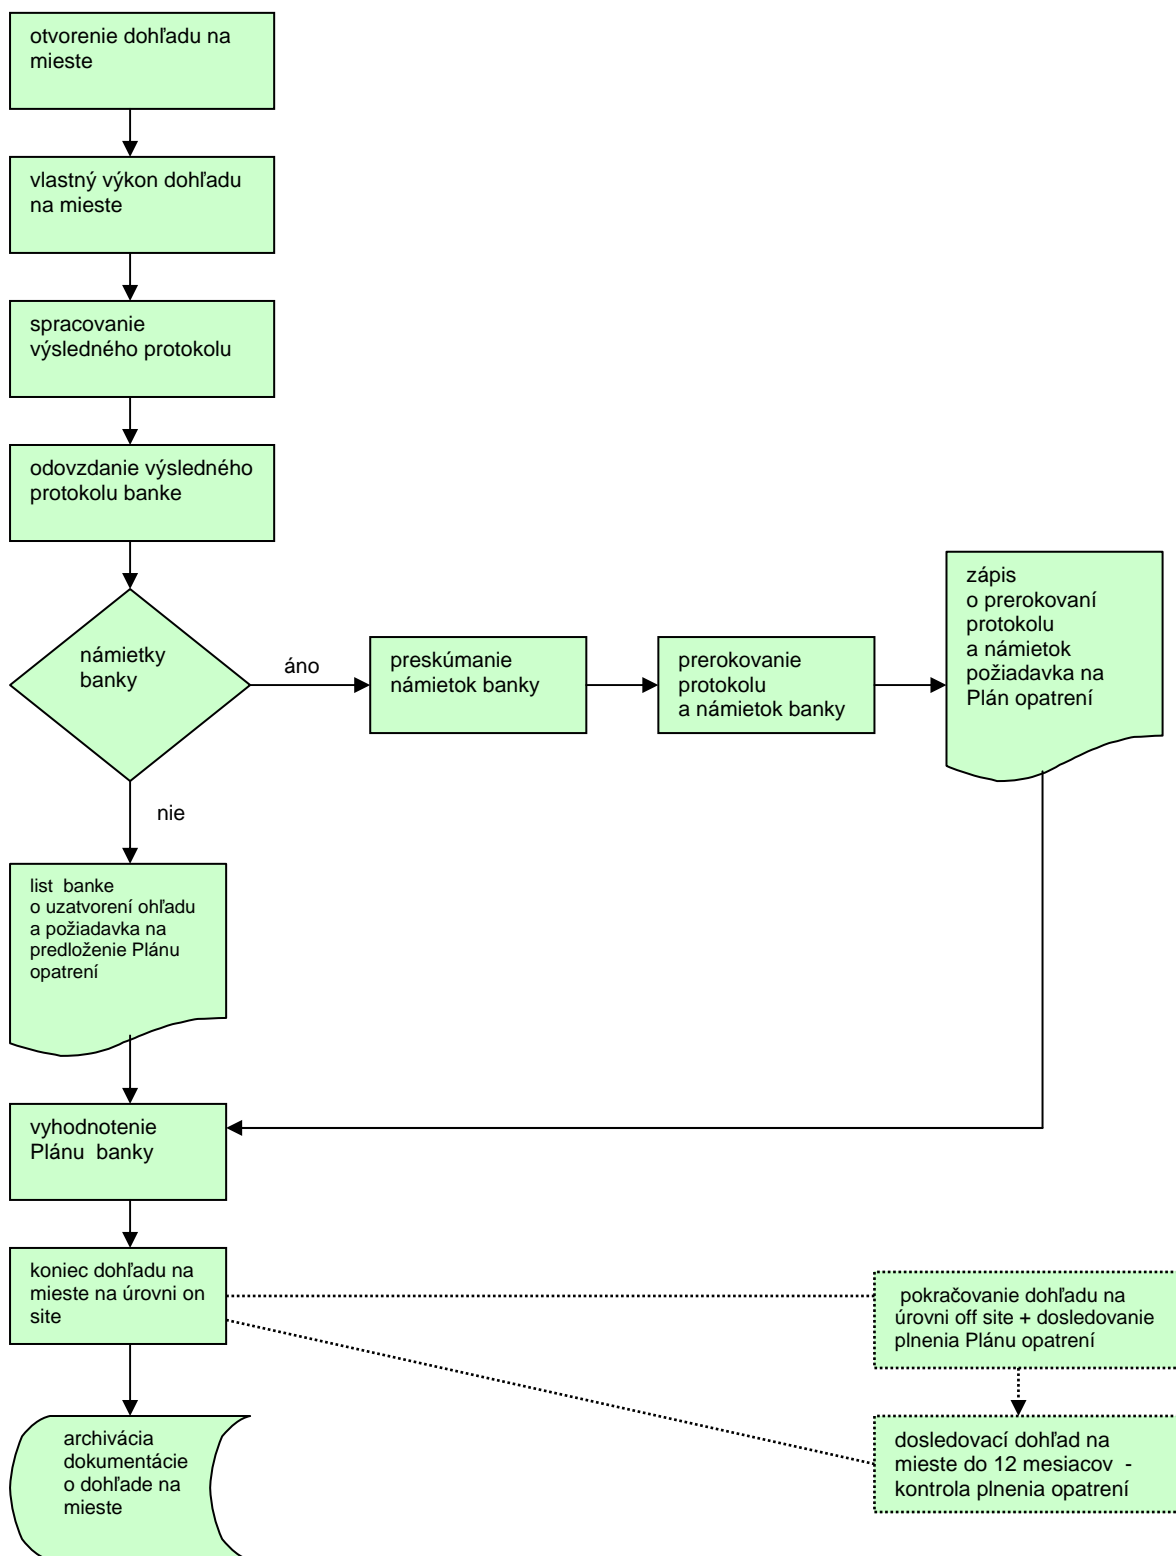 otvorenie dohľadu na
mieste
vlastný výkon dohľadu
na mieste
spracovanie
výsledného protokolu
odovzdanie výsledného
protokolu banke
námietky
banky
áno
preskúmanie
námietok banky
prerokovanie
protokolu
a námietok banky
zápis
o prerokovaní
protokolu
a námietok
požiadavka na
Plán opatrení
nie
list  banke
o uzatvorení ohľadu
a požiadavka na
predloženie Plánu
opatrení
vyhodnotenie
Plánu  banky
koniec dohľadu na
mieste na úrovni on
site
pokračovanie dohľadu na
úrovni off site + dosledovanie
plnenia Plánu opatrení
dosledovací dohľad na
mieste do 12 mesiacov  -
kontrola plnenia opatrení
archivácia
dokumentácie
o dohľade na
mieste